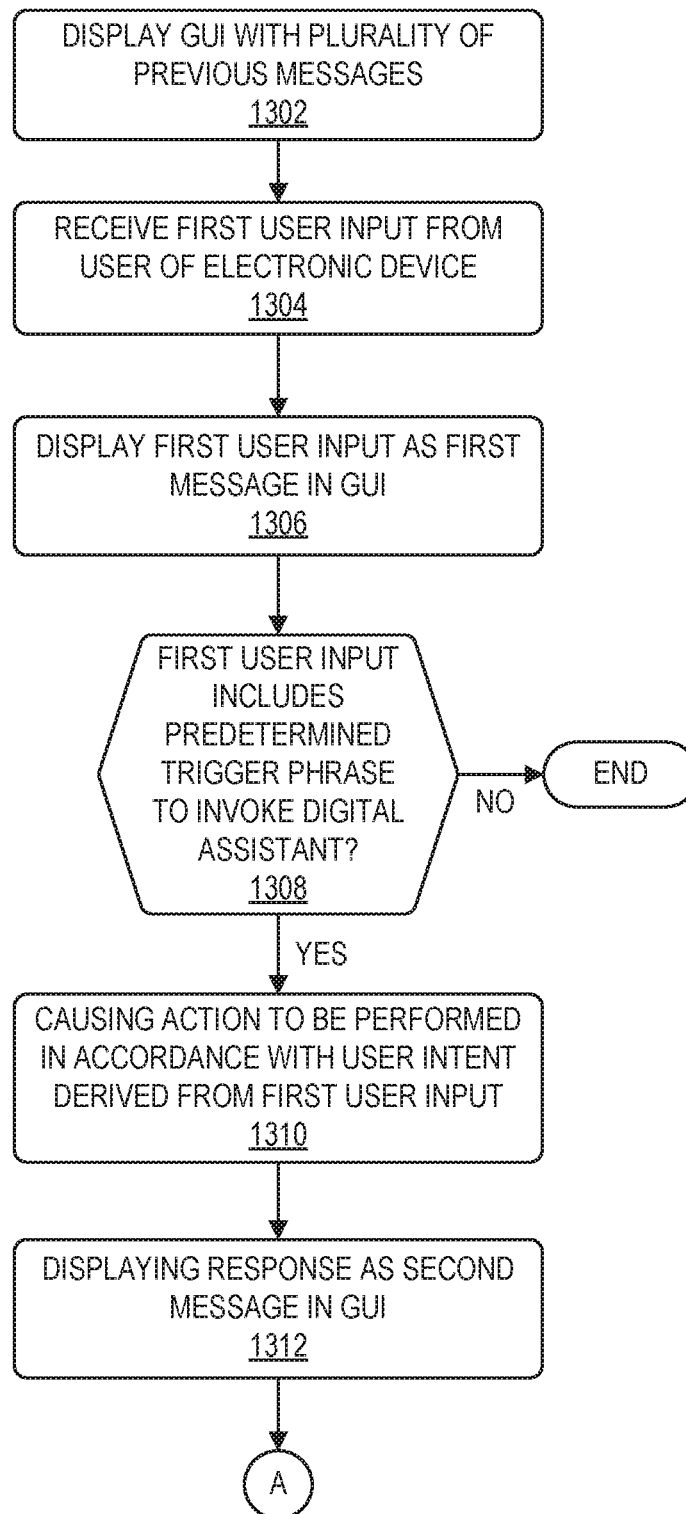 DISPLAY GUI WITH PLURALITY OF
PREVIOUS MESSAGES
1302
RECEIVE FIRST USER INPUT FROM
USER OF ELECTRONIC DEVICE
1304
DISPLAY FIRST USER INPUT AS FIRST
MESSAGE IN GUI
1306
FIRST USER INPUT
INCLUDES
PREDETERMINED
TRIGGER PHRASE
TO INVOKE DIGITAL
ASSISTANT?
1308
NO
END
YES
CAUSING ACTION TO BE PERFORMED
IN ACCORDANCE WITH USER INTENT
DERIVED FROM FIRST USER INPUT
1310
DISPLAYING RESPONSE AS SECOND
MESSAGE IN GUI
1312
A